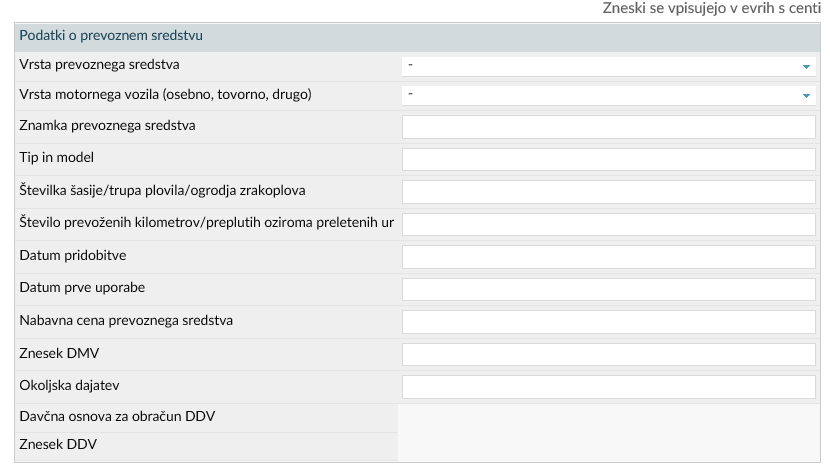 Zneski se vpisujejo v evrih s centi
Podatki o prevoznem sredstvu
Vrsta prevoznega sredstva -
Vrsta motornega vozila (osebno, tovorno, drugo) -
Znamka prevoznega sredstva
Tip in model
Številka šasije/trupa plovila/ogrodja zrakoplova
Število prevoženih kilometrov/preplutih oziroma preletenih ur
Datum pridobitve
Datum prve uporabe
Nabavna cena prevoznega sredstva
Znesek DMV
Okoljska dajatev
Davčna osnova za obračun DDV
Znesek DDV